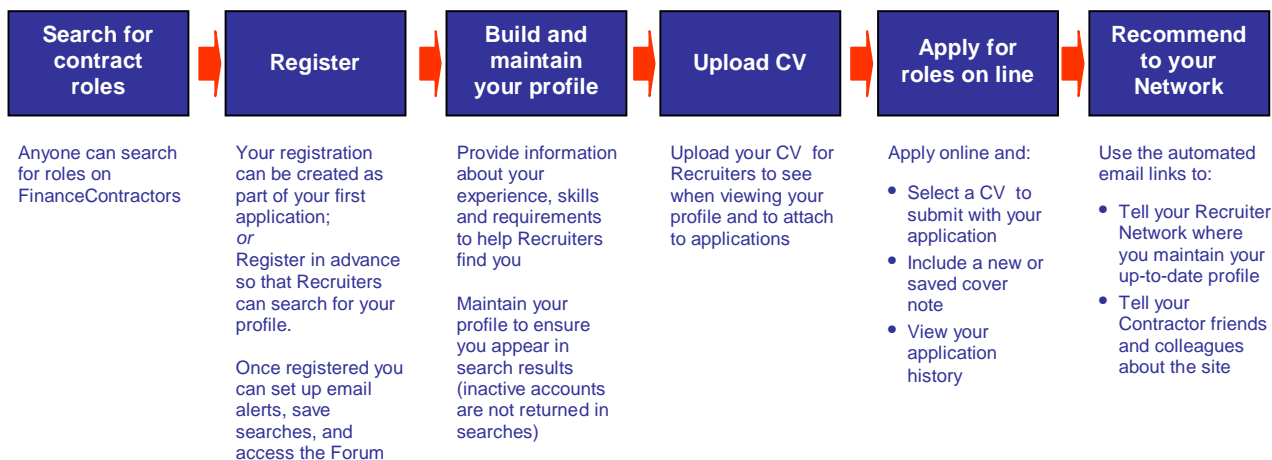 Search for
contract
roles
Register
Build and
maintain
your profile
Upload CV
Apply for
roles on line
Recommend
to your
Network
Anyone can search
for roles on
FinanceContractors
Your registration
can be created as
part of your first
application;
or
Register in advance
so that Recruiters
can search for your
profile.
Once registered you
can set up email
alerts, save
searches, and
access the Forum
Provide information
about your
experience, skills
and requirements
to help Recruiters
find you
Maintain your
profile to ensure
you appear in
search results
(inactive accounts
are not returned in
searches)
Upload your CV for
Recruiters to see
when viewing your
profile and to attach
to applications
Apply online and:
• Select a CV to
submit with your
application
• Include a new or
saved cover
note
• View your
application
history
Use the automated
email links to:
• Tell your Recruiter
Network where
you maintain your
up-to-date profile
• Tell your
Contractor friends
and colleagues
about the site